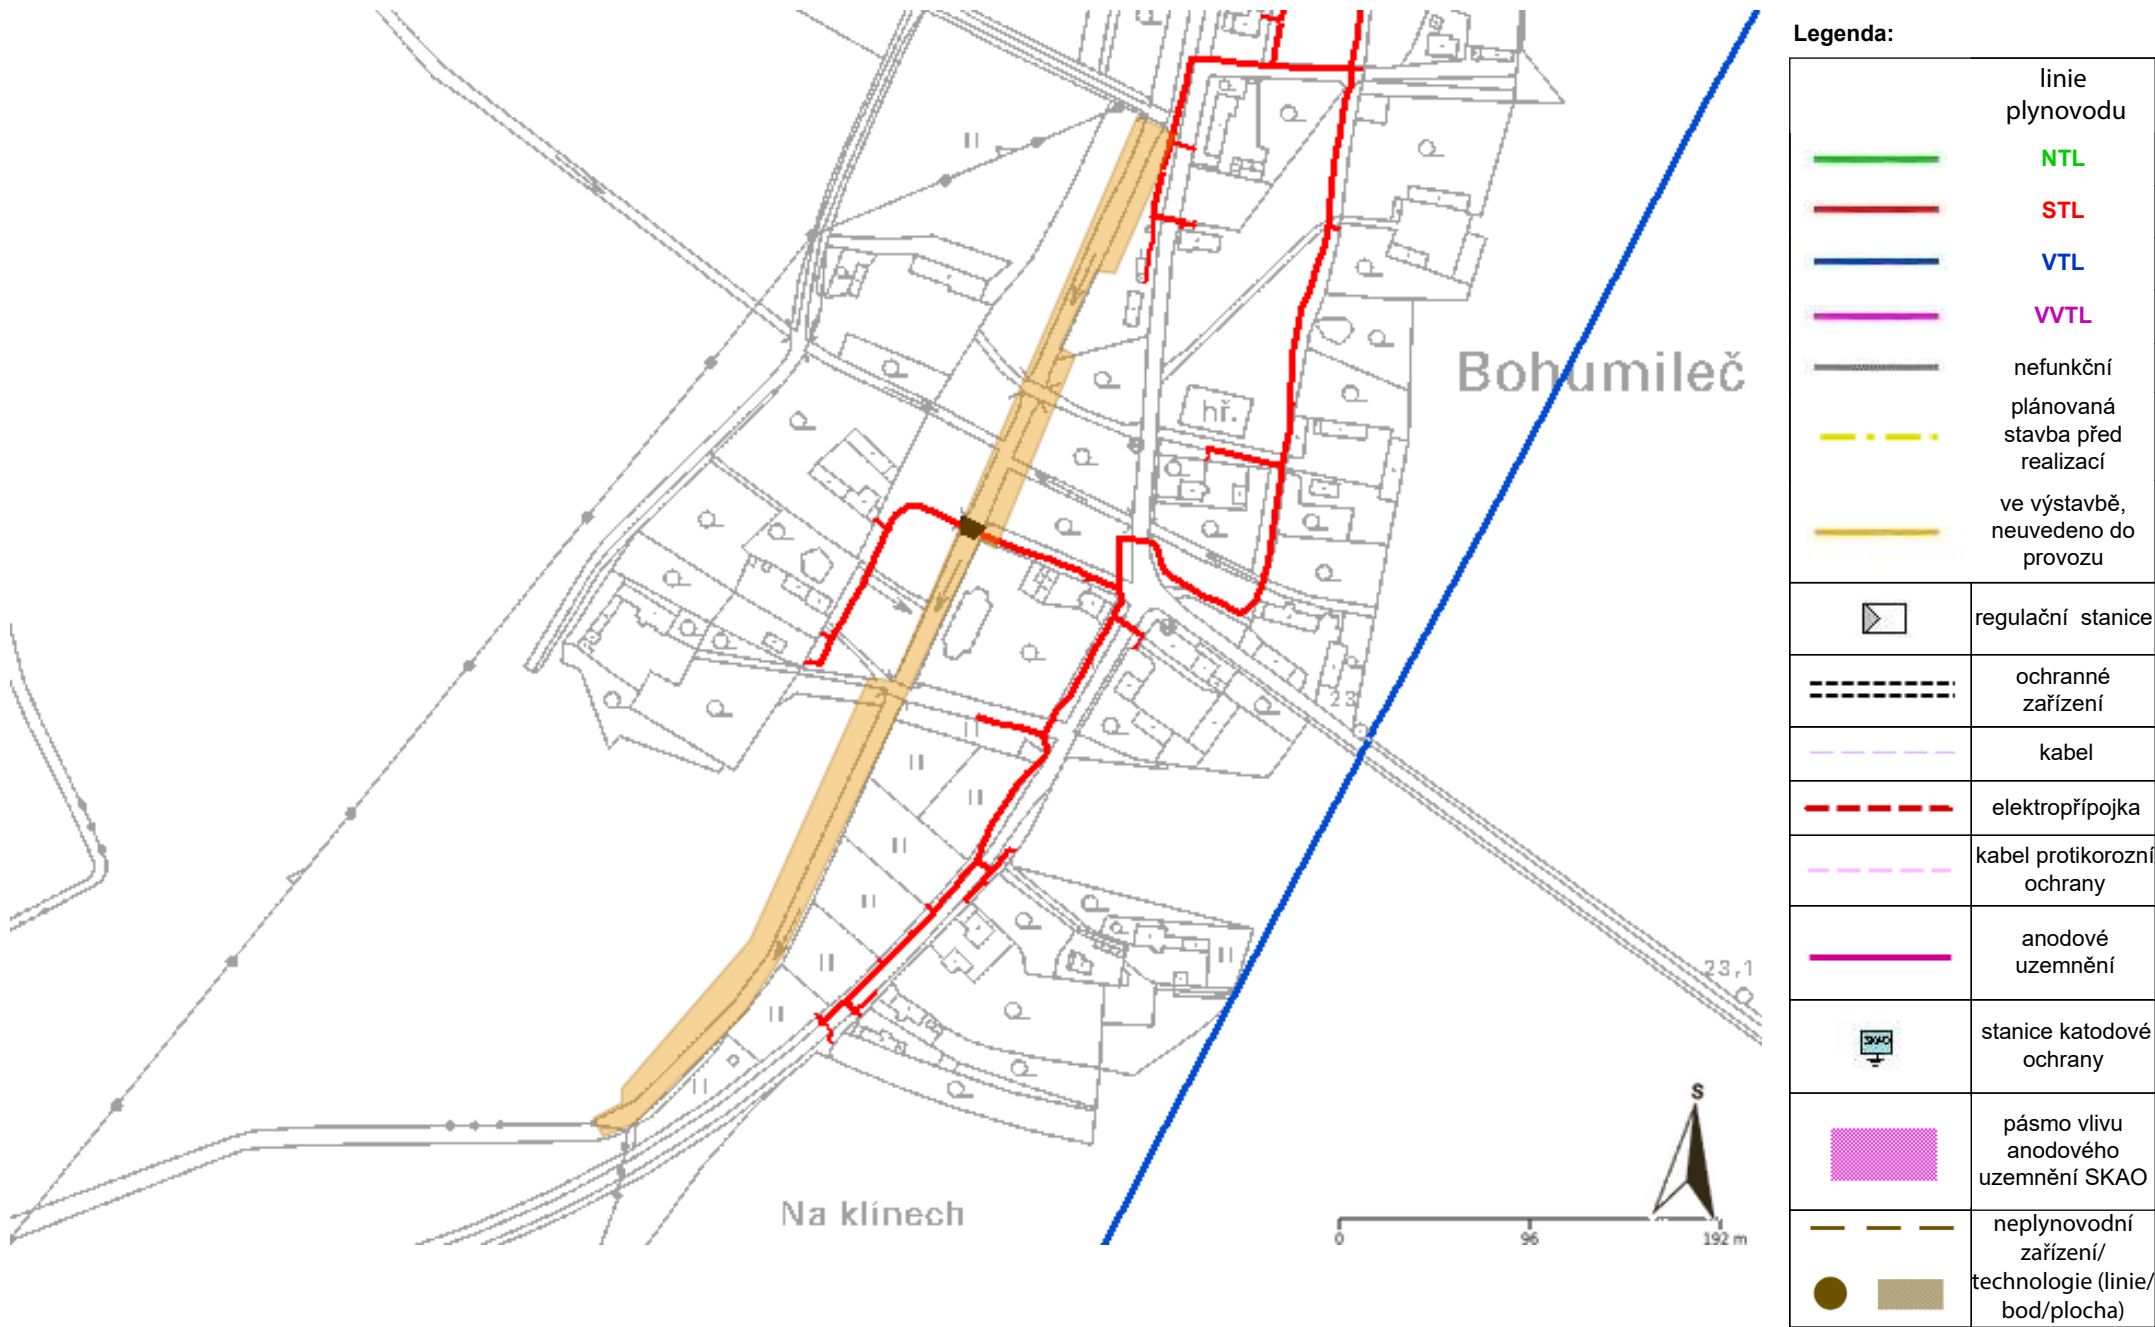 Bohumileč
hř.
23
23,1
Na klínech
S
0 96 192 m
Legenda:
linie
plynovodu
NTL
STL
VTL
VVTL
nefunkční
plánovaná
stavba před
realizací
ve výstavbě,
neuvedeno do
provozu
regulační stanice
ochranné
zařízení
kabel
elektropřípojka
kabel protikorozní
ochrany
anodové
uzemnění
SKAO
stanice katodové
ochrany
pásmo vlivu
anodového
uzemnění SKAO
neplynovodní
zařízení/
technologie (linie/
bod/plocha)